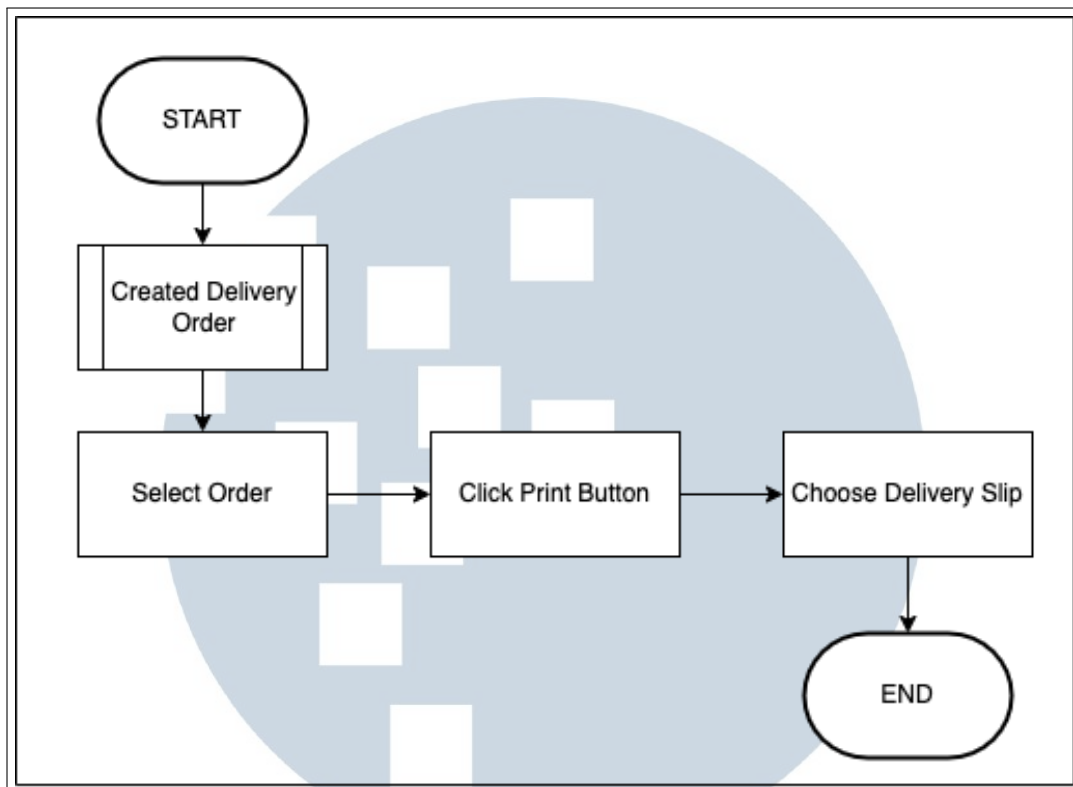 START
Created Delivery
Order
Select Order
Click Print Button
Choose Delivery Slip
END